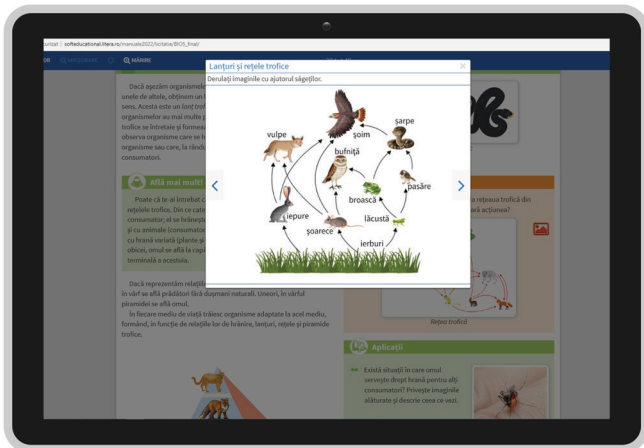 softeducational.litera.ro/manuale2022/licitatie/BIOS_final/
MĂRIRE
Lanțuri și rețele trofice
Derulați imaginile cu ajutorul săgeților.
vulpe
șoim
șarpe
bufniță
pasăre
broască
iepure
lăcustă
șoarece
ierburi
Dacă așezăm organismele
unele de altele, obținem un l
sens. Acesta este un lanț trof
organismelor au mai multe p
trofice se întretaie și formeaz
observa organisme care se h
organisme sau care, la rându
consumatori.
Află mai mult!
Poate că te-ai întrebat c
rețelele trofice. Din ce cate
consumator; el se hrăneșt
și cu animale (consumator
cu hrană variată (plante și
obicei, omul se află la capă
terminală a acestuia.
Dacă reprezentăm relațiil
în vârf se află prădători fără dușmani naturali. Uneori, în vârful
piramidei se află omul.
În fiecare mediu de viață trăiesc organisme adaptate la acel mediu,
formând, în funcție de relațiile lor de hrănire, lanțuri, rețele și piramide
trofice.
a rețeaua trofică din
ară acțiunea?
Rețea trofică
Aplicații
Există situații în care omul
servește drept hrană pentru alți
consumatori? Privește imaginile
alăturate și descrie ceea ce vezi.